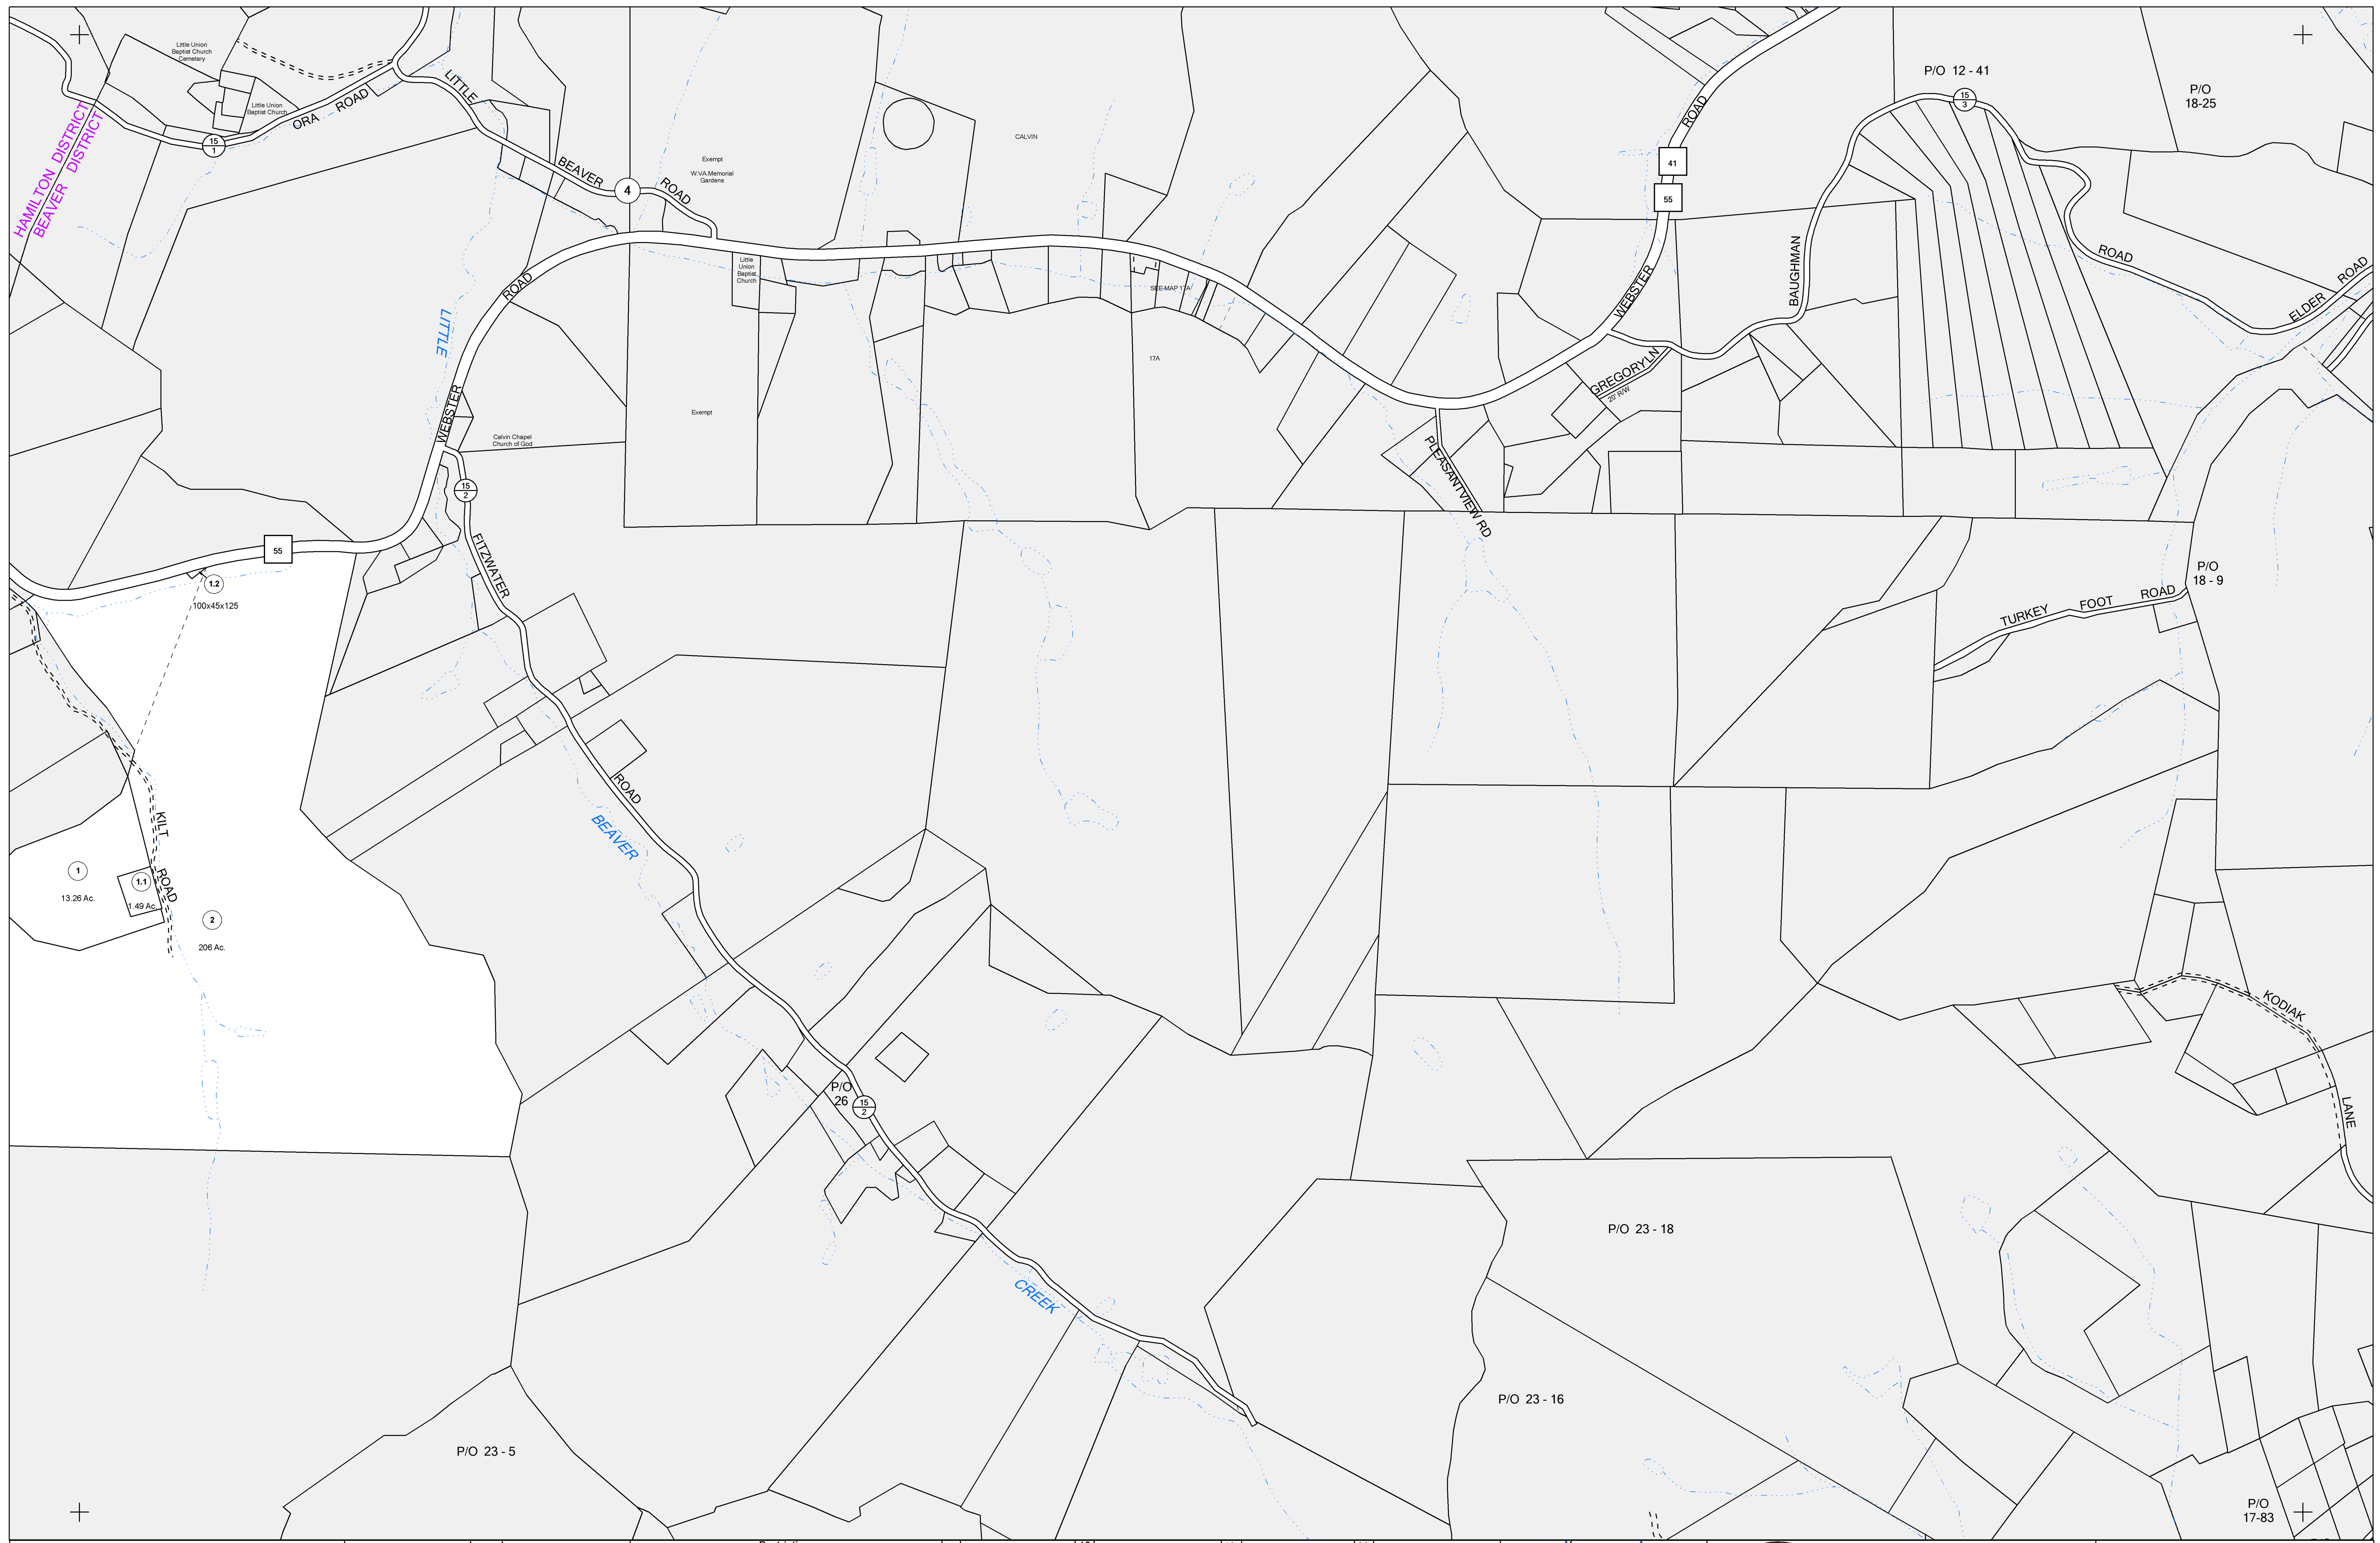 Little Union
Baptist Church
Cemetery
Little Union
Baptist Church
ORA ROAD
15
1
HAMILTON DISTRICT
BEAVER DISTRICT
LITTLE
BEAVER
4
ROAD
Exempt
W.VA.Memorial
Gardens
CALVIN
Little
Union
Baptist
Church
SEE MAP 17A
17A
Exempt
ROAD
WEBSTER
LITTLE
Calvin Chapel
Church of God
15
2
FITZWATER
ROAD
55
1.2
100x45x125
KILT
ROAD
1
13.26 Ac.
1.1
1.49 Ac.
2
206 Ac.
BEAVER
P/O
26
15
2
CREEK
ROAD
41
55
WEBSTER
GREGORY LN
20' R/W
PLEASANTVIEW RD
BAUGHMAN
15
3
ROAD
P/O 12 - 41
P/O
18-25
ELDER ROAD
P/O
18 - 9
TURKEY FOOT ROAD
KODIAK
LANE
P/O 23 - 18
P/O 23 - 16
P/O 23 - 5
P/O
17-83